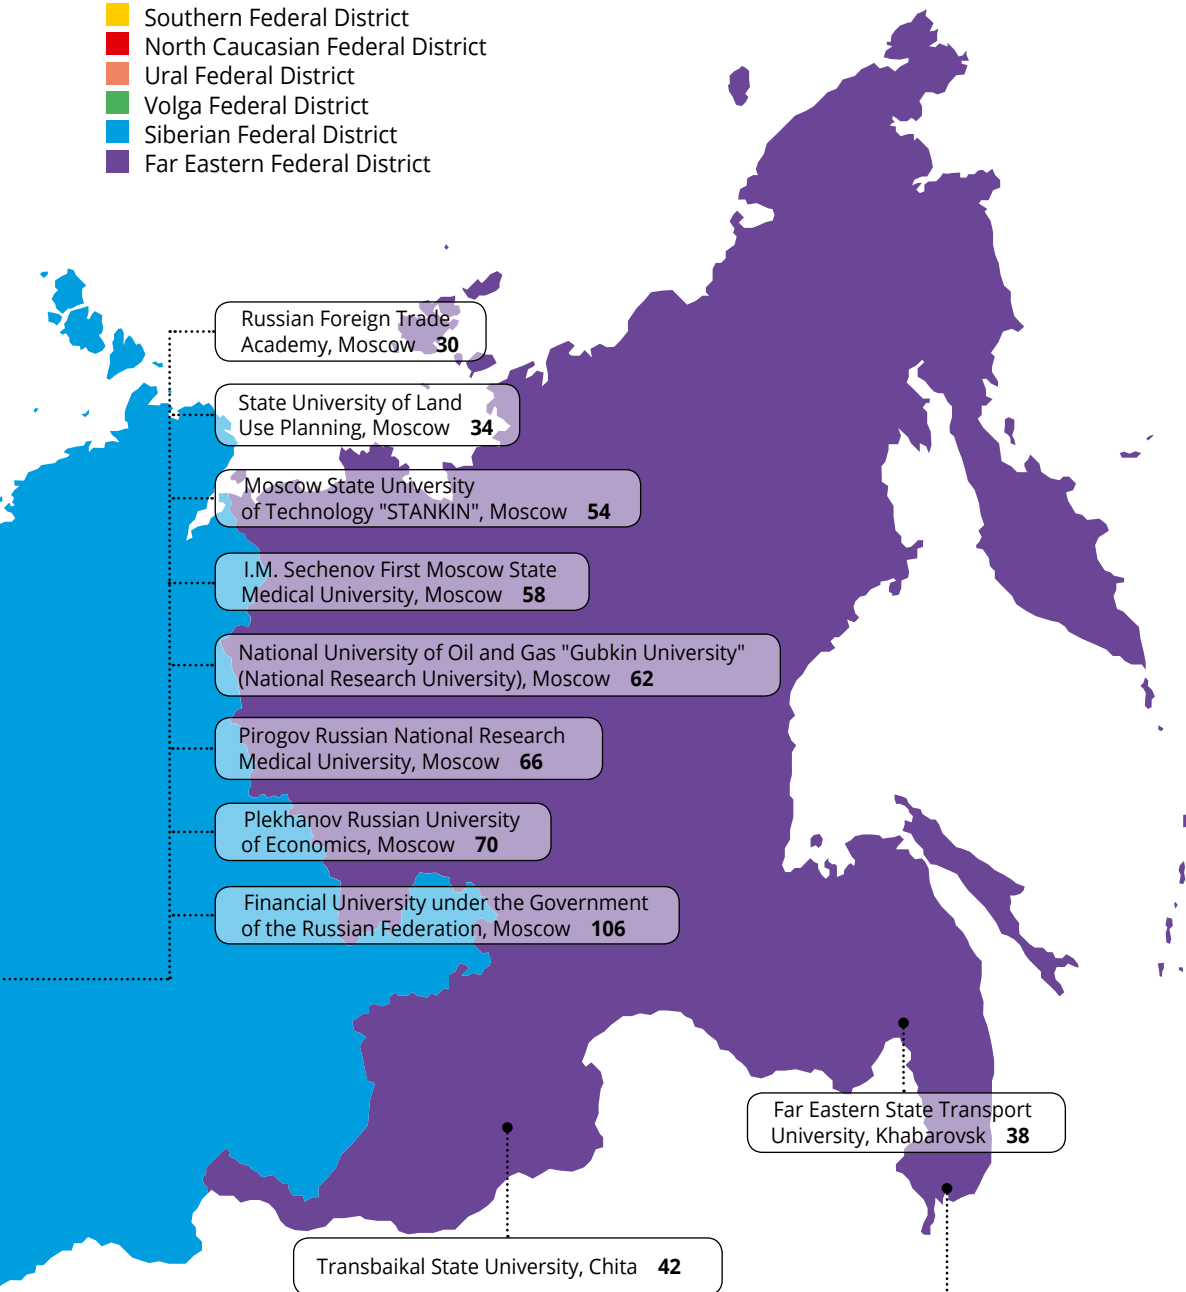 Southern Federal District
North Caucasian Federal District
Ural Federal District
Volga Federal District
Siberian Federal District
Far Eastern Federal District
Russian Foreign Trade
Academy, Moscow 30
State University of Land
Use Planning, Moscow 34
Moscow State University
of Technology "STANKIN", Moscow 54
I.M. Sechenov First Moscow State
Medical University, Moscow 58
National University of Oil and Gas "Gubkin University"
(National Research University), Moscow 62
Pirogov Russian National Research
Medical University, Moscow 66
Plekhanov Russian University
of Economics, Moscow 70
Financial University under the Government
of the Russian Federation, Moscow 106
Far Eastern State Transport
University, Khabarovsk 38
Transbaikal State University, Chita 42